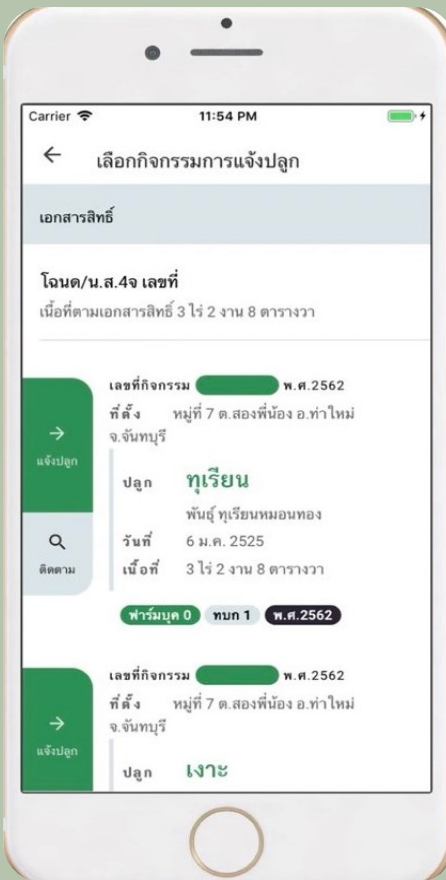 Carrier 11:54 PM
เลือกกิจกรรมการแจ้งปลูก
เอกสารสิทธิ์
โฉนด/น.ส.4จ เลขที่
เนื้อที่ตามเอกสารสิทธิ์ 3 ไร่ 2 งาน 8 ตารางวา
เลขที่กิจกรรม พ.ศ.2562
ที่ตั้ง หมู่ที่ 7 ต.สองพี่น้อง อ.ท่าใหม่
จ.จันทบุรี
แจ้งปลูก
ปลูก ทุเรียน
พันธุ์ ทุเรียนหมอนทอง
วันที่ 6 ม.ค. 2525
ติดตาม
เนื้อที่ 3 ไร่ 2 งาน 8 ตารางวา
ฟาร์มบุค 0 ทบก 1 พ.ศ.2562
เลขที่กิจกรรม พ.ศ.2562
ที่ตั้ง หมู่ที่ 7 ต.สองพี่น้อง อ.ท่าใหม่
จ.จันทบุรี
แจ้งปลูก
ปลูก เงาะ